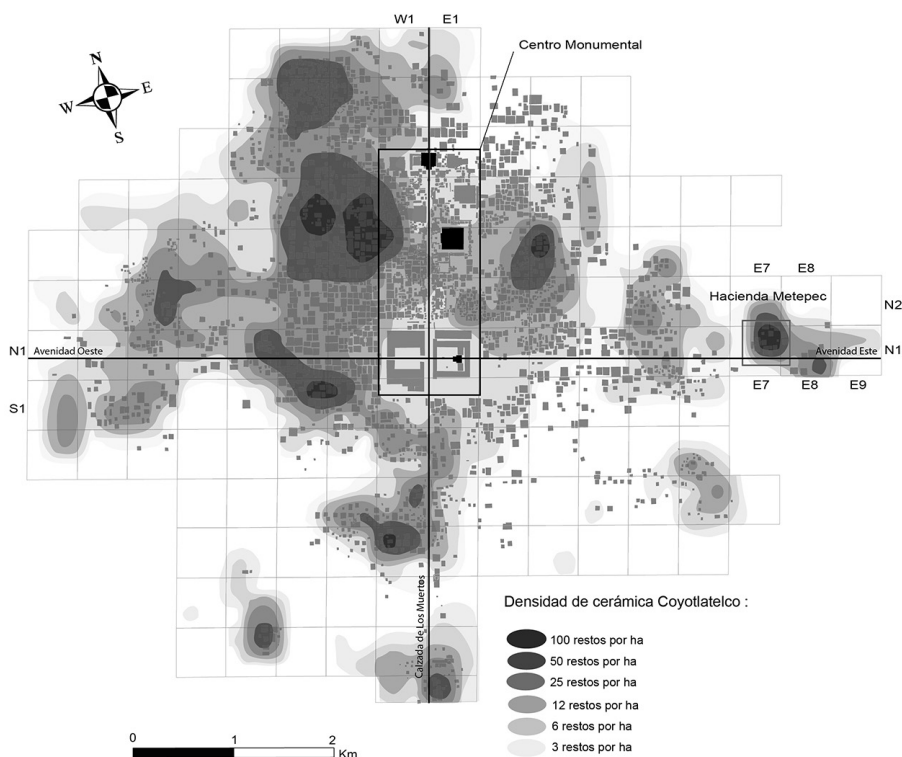 W1 E1
Centro Monumental
N
W E
S
E7 E8
Hacienda Metepec
N2
N1 Avenidad Oeste
Avenidad Este N1
S1
E7 E8 E9
Calzada de Los Muertos
Densidad de cerámica Coyotlatelco :
100 restos por ha
50 restos por ha
25 restos por ha
12 restos por ha
6 restos por ha
3 restos por ha
0 1 2
Km